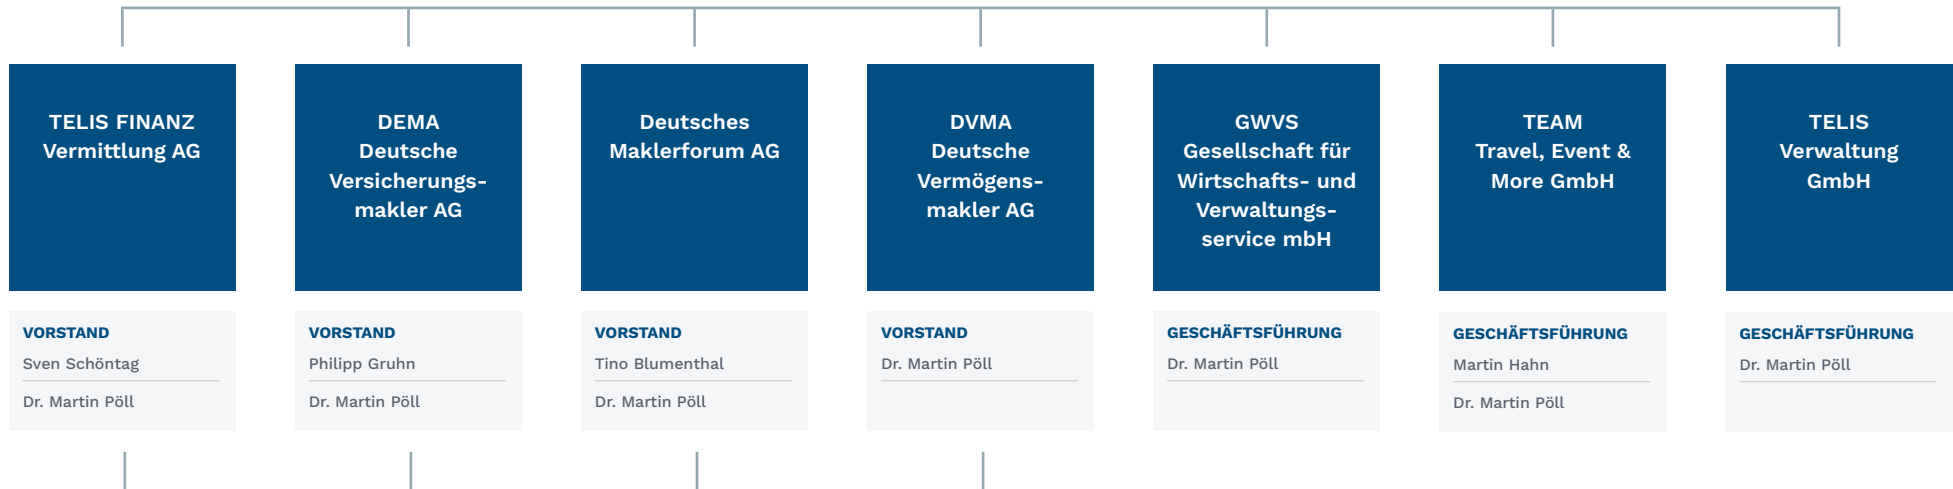 TELIS FINANZ
Vermittlung AG
VORSTAND
Sven Schöntag
Dr. Martin Pöll
DEMA
Deutsche
Versicherungs-
makler AG
VORSTAND
Philipp Gruhn
Dr. Martin Pöll
Deutsches
Maklerforum AG
VORSTAND
Tino Blumenthal
Dr. Martin Pöll
DVMA
Deutsche
Vermögens-
makler AG
VORSTAND
Dr. Martin Pöll
GWVS
Gesellschaft für
Wirtschafts- und
Verwaltungs-
service mbH
GESCHÄFTSFÜHRUNG
Dr. Martin Pöll
TEAM
Travel, Event &
More GmbH
GESCHÄFTSFÜHRUNG
Martin Hahn
Dr. Martin Pöll
TELIS
Verwaltung
GmbH
GESCHÄFTSFÜHRUNG
Dr. Martin Pöll